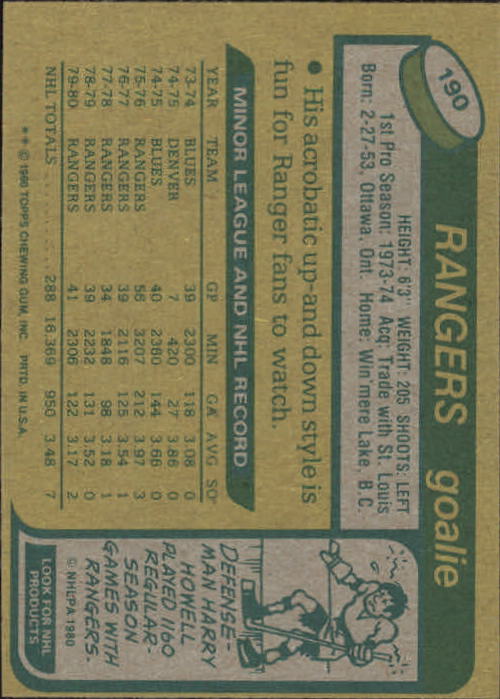 190
RANGERS goalie
HEIGHT: 6'3" WEIGHT: 205 SHOOTS: LEFT
1st Pro Season: 1973-74 Acq: Trade with St. Louis
Born: 2-27-53, Ottawa, Ont. Home: Win'mere Lake, B.C.
● His acrobatic up-and down style is
fun for Ranger fans to watch.
MINOR LEAGUE AND NHL RECORD
YEAR TEAM GP MIN GA AVG SO
73-74 BLUES 39 2300 118 3.08 0
74-75 DENVER 7 420 27 3.86 0
74-75 BLUES 40 2360 144 3.66 0
75-76 RANGERS 56 3207 212 3.97 3
76-77 RANGERS 39 2116 125 3.54 1
77-78 RANGERS 34 1848 98 3.18 1
78-79 RANGERS 39 2232 131 3.52 0
79-80 RANGERS 41 2306 122 3.17 2
NHL TOTALS 288 16,369 950 3.48 7
** © 1980 TOPPS CHEWING GUM, INC. PRTD. IN U.S.A.
DEFENSE-
MAN HARRY
HOWELL
PLAYED 1160
REGULAR-
SEASON
GAMES WITH
RANGERS.
© NHLPA 1980
LOOK FOR NHL
PRODUCTS